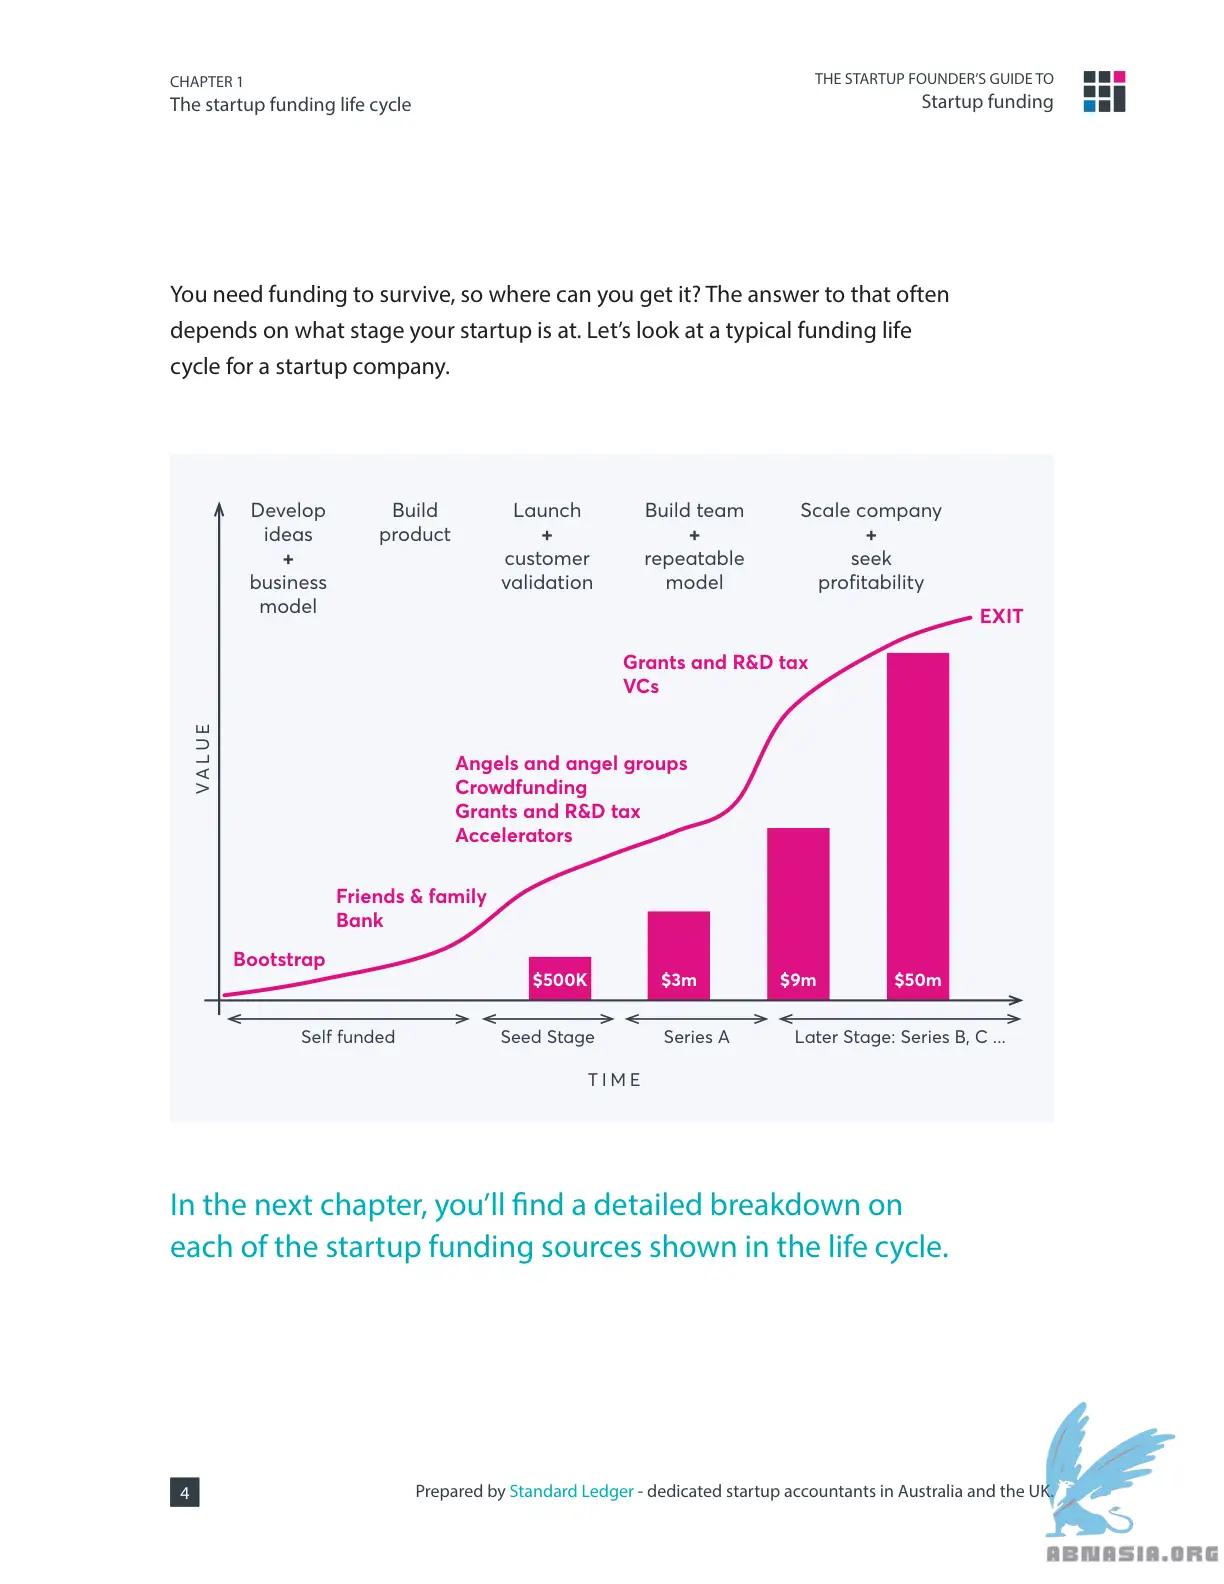 CHAPTER 1
The startup funding life cycle
THE STARTUP FOUNDER’S GUIDE TO
Startup funding
You need funding to survive, so where can you get it? The answer to that often
depends on what stage your startup is at. Let’s look at a typical funding life
cycle for a startup company.
Develop
ideas
+
business
model
Build
product
Launch
+
customer
validation
Build team
+
repeatable
model
Scale company
+
seek
profitability
EXIT
Grants and R&D tax
VCs
VALUE
Angels and angel groups
Crowdfunding
Grants and R&D tax
Accelerators
Friends & family
Bank
Bootstrap
$500K
$3m
$9m
$50m
Self funded
Seed Stage
Series A
Later Stage: Series B, C ...
TIME
In the next chapter, you’ll find a detailed breakdown on
each of the startup funding sources shown in the life cycle.
4
Prepared by Standard Ledger - dedicated startup accountants in Australia and the UK.
ABNASIA.ORG